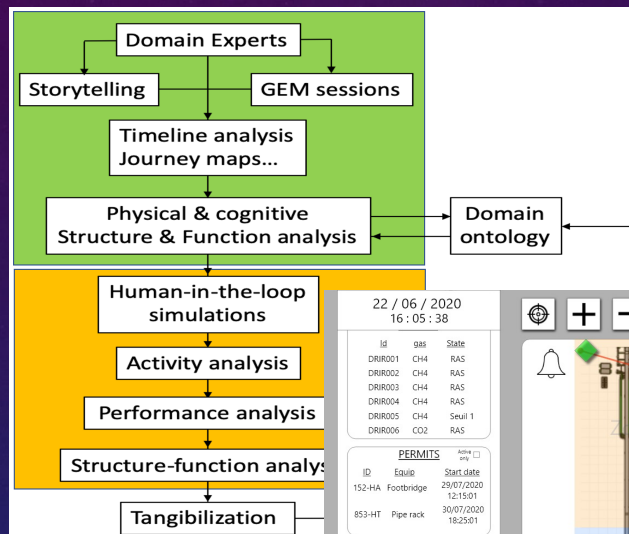 Domain Experts
Storytelling
GEM sessions
Timeline analysis
Journey maps...
Physical & cognitive
Structure & Function analysis
Domain
ontology
Human-in-the-loop
simulations
Activity analysis
Performance analysis
Structure-function
Tangibilization
22 / 06 / 2020
16 : 05 : 38
Id gas State
DRIR001 CH4 RAS
DRIR002 CH4 RAS
DRIR003 CH4 RAS
DRIR004 CH4 RAS
DRIR005 CH4 Seuil 1
DRIR006 CO2 RAS
PERMITS Active
only
ID Equip Start date
152-HA Footbridge 29/07/2020
12:15:01
853-HT Pipe rack 30/07/2020
18:25:01